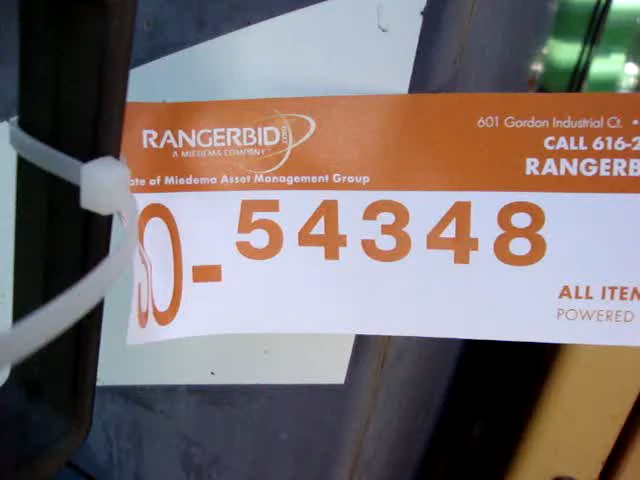 RANGERBID.COM
A MIEDEMA COMPANY
601 Gordon Industrial Ct. •
CALL 616-2
RANGERB
ate of Miedema Asset Management Group
O-54348
ALL ITEM
POWERED